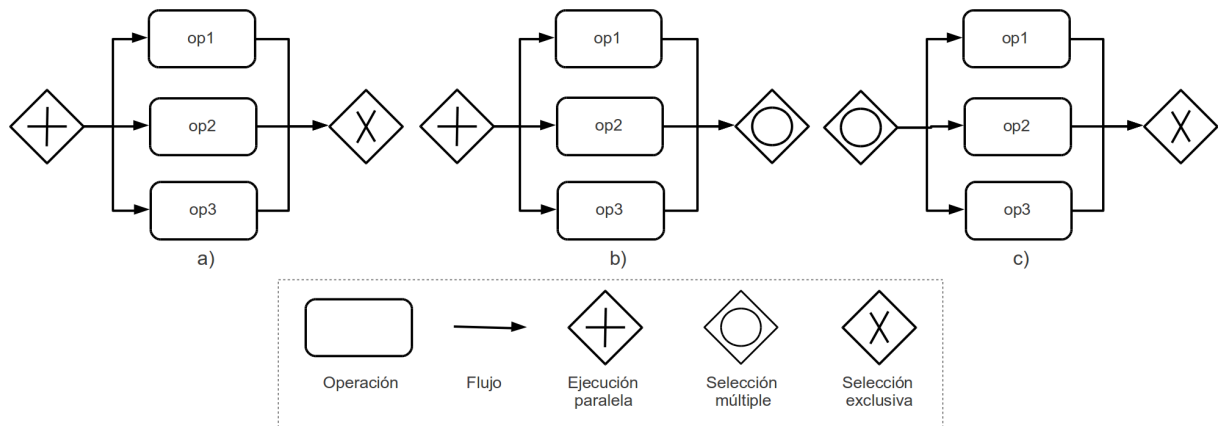 op1
op2
op3
a)
op1
op2
op3
b)
op1
op2
op3
c)
Operación
Flujo
Ejecución
paralela
Selección
múltiple
Selección
exclusiva